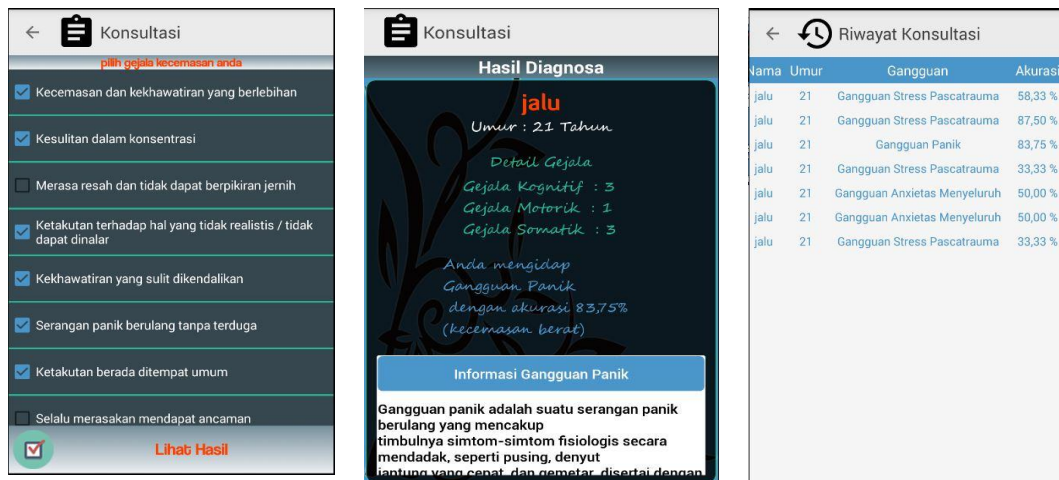 Konsultasi
pilih gejala kecemasan anda
Kecemasan dan kekhawatiran yang berlebihan
Kesulitan dalam konsentrasi
Merasa resah dan tidak dapat berpikiran jernih
Ketakutan terhadap hal yang tidak realistis / tidak
dapat dinalar
Kekhawatiran yang sulit dikendalikan
Serangan panik berulang tanpa terduga
Ketakutan berada ditempat umum
Selalu merasakan mendapat ancaman
Lihat Hasil
Konsultasi
Hasil Diagnosa
jalu
Umur : 21 Tahun
Detail Gejala
Gejala Kognitif : 3
Gejala Motorik : 1
Gejala Somatik : 3
Anda mengidap
Gangguan Panik
dengan akurasi 83,75%
(kecemasan berat)
Informasi Gangguan Panik
Gangguan panik adalah suatu serangan panik
berulang yang mencakup
timbulnya simtom-simtom fisiologis secara
mendadak, seperti pusing, denyut
jantung yang cepat, dan gemetar, disertai dengan
Riwayat Konsultasi
Nama Umur Gangguan Akurasi
jalu 21 Gangguan Stress Pascatrauma 58,33 %
jalu 21 Gangguan Stress Pascatrauma 87,50 %
jalu 21 Gangguan Panik 83,75 %
jalu 21 Gangguan Stress Pascatrauma 33,33 %
jalu 21 Gangguan Anxietas Menyeluruh 50,00 %
jalu 21 Gangguan Anxietas Menyeluruh 50,00 %
jalu 21 Gangguan Stress Pascatrauma 33,33 %